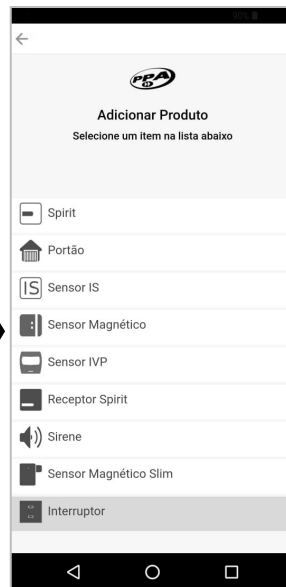 95%
PPA
Adicionar Produto
Selecione um item na lista abaixo
Spirit
Portão
IS Sensor IS
Sensor Magnético
Sensor IVP
Receptor Spirit
Sirene
Sensor Magnético Slim
Interruptor